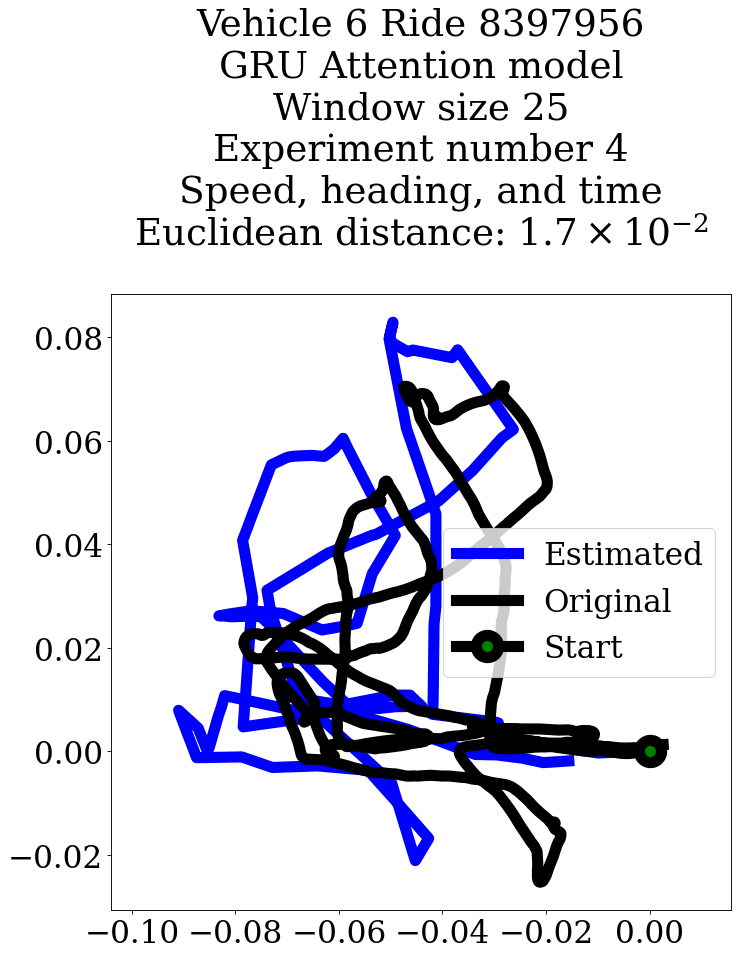 Vehicle 6 Ride 8397956
GRU Attention model
Window size 25
Experiment number 4
Speed, heading, and time
Euclidean distance: 1.7 × 10⁻²
0.08
0.06
0.04
0.02
0.00
−0.02
Estimated
Original
Start
−0.10 −0.08 −0.06 −0.04 −0.02 0.00